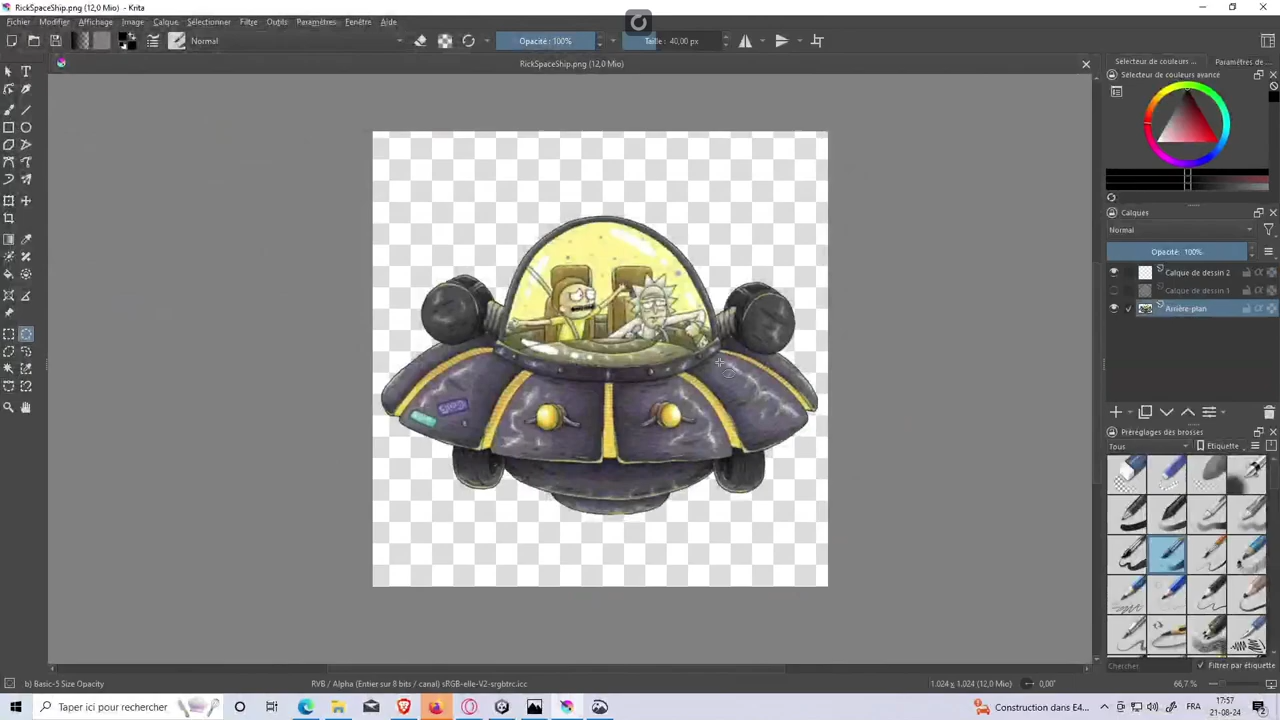 RickSpaceShip.png (12,0 Mio) - Krita
Fichier Modifier Affichage Image Calque Sélectionner Filtre Outils Paramètres Fenêtre Aide
Normal
Opacité : 100%
Taille : 40,00 px
RickSpaceShip.png (12,0 Mio)
Sélecteur de couleurs ...
Paramètres de...
Sélecteur de couleurs avancé
Calques
Normal
Opacité: 100%
Calque de dessin 2
Calque de dessin 1
Arrière-plan
Préréglages des brosses
Tous
Étiquette
Chercher
Filtrer par étiquette
b) Basic-5 Size Opacity
RVB / Alpha (Entier sur 8 bits / canal) sRGB-elle-V2-srgbtrc.icc
1.024 x 1.024 (12,0 Mio)
0,00°
66,7 %
Taper ici pour rechercher
Construction dans E4...
FRA
17:57
21-08-24
2